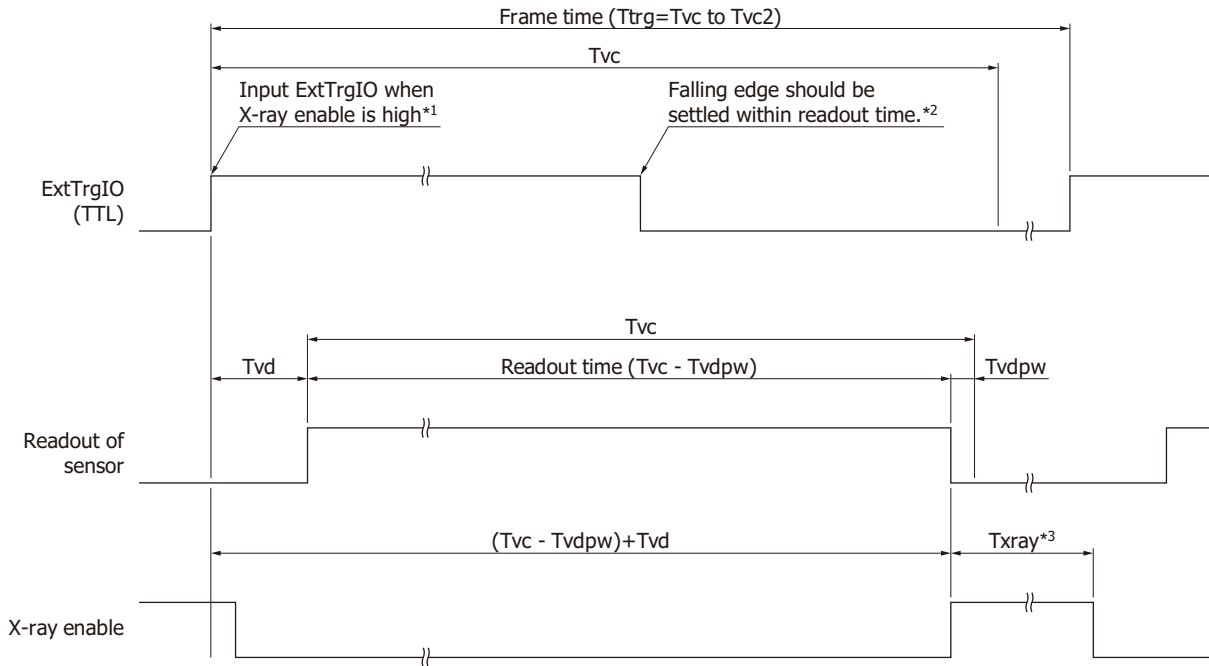 Frame time (Ttrg=Tvc to Tvc2)
Tvc
Input ExtTrgIO when
X-ray enable is high*1
Falling edge should be
settled within readout time.*2
ExtTrgIO
(TTL)
Tvc
Tvd
Readout time (Tvc - Tvdpw)
Tvdpw
Readout of
sensor
(Tvc - Tvdpw)+Tvd
Txray*3
X-ray enable